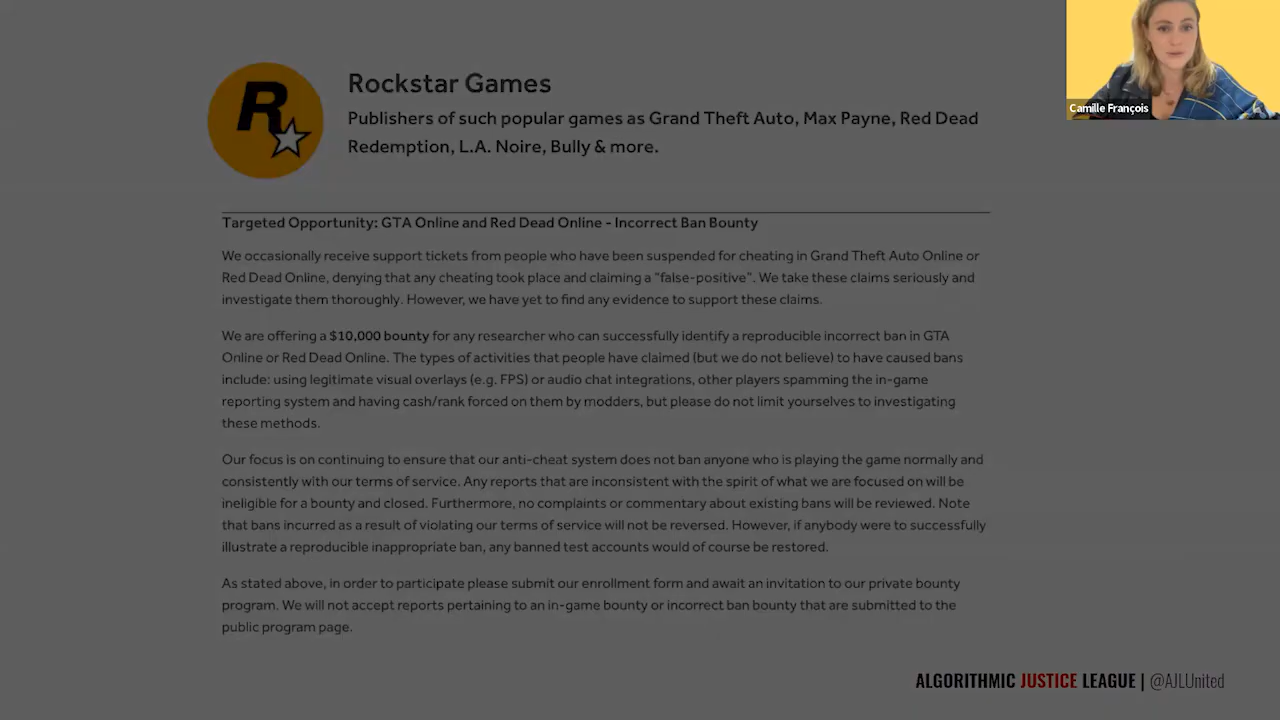 Camille François
R
Rockstar Games
Publishers of such popular games as Grand Theft Auto, Max Payne, Red Dead
Redemption, L.A. Noire, Bully & more.
Targeted Opportunity: GTA Online and Red Dead Online - Incorrect Ban Bounty
We occasionally receive support tickets from people who have been suspended for cheating in Grand Theft Auto Online or
Red Dead Online, denying that any cheating took place and claiming a "false-positive". We take these claims seriously and
investigate them thoroughly. However, we have yet to find any evidence to support these claims.
We are offering a $10,000 bounty for any researcher who can successfully identify a reproducible incorrect ban in GTA
Online or Red Dead Online. The types of activities that people have claimed (but we do not believe) to have caused bans
include: using legitimate visual overlays (e.g. FPS) or audio chat integrations, other players spamming the in-game
reporting system and having cash/rank forced on them by modders, but please do not limit yourselves to investigating
these methods.
Our focus is on continuing to ensure that our anti-cheat system does not ban anyone who is playing the game normally and
consistently with our terms of service. Any reports that are inconsistent with the spirit of what we are focused on will be
ineligible for a bounty and closed. Furthermore, no complaints or commentary about existing bans will be reviewed. Note
that bans incurred as a result of violating our terms of service will not be reversed. However, if anybody were to successfully
illustrate a reproducible inappropriate ban, any banned test accounts would of course be restored.
As stated above, in order to participate please submit our enrollment form and await an invitation to our private bounty
program. We will not accept reports pertaining to an in-game bounty or incorrect ban bounty that are submitted to the
public program page.
ALGORITHMIC JUSTICE LEAGUE | @AJLUnited